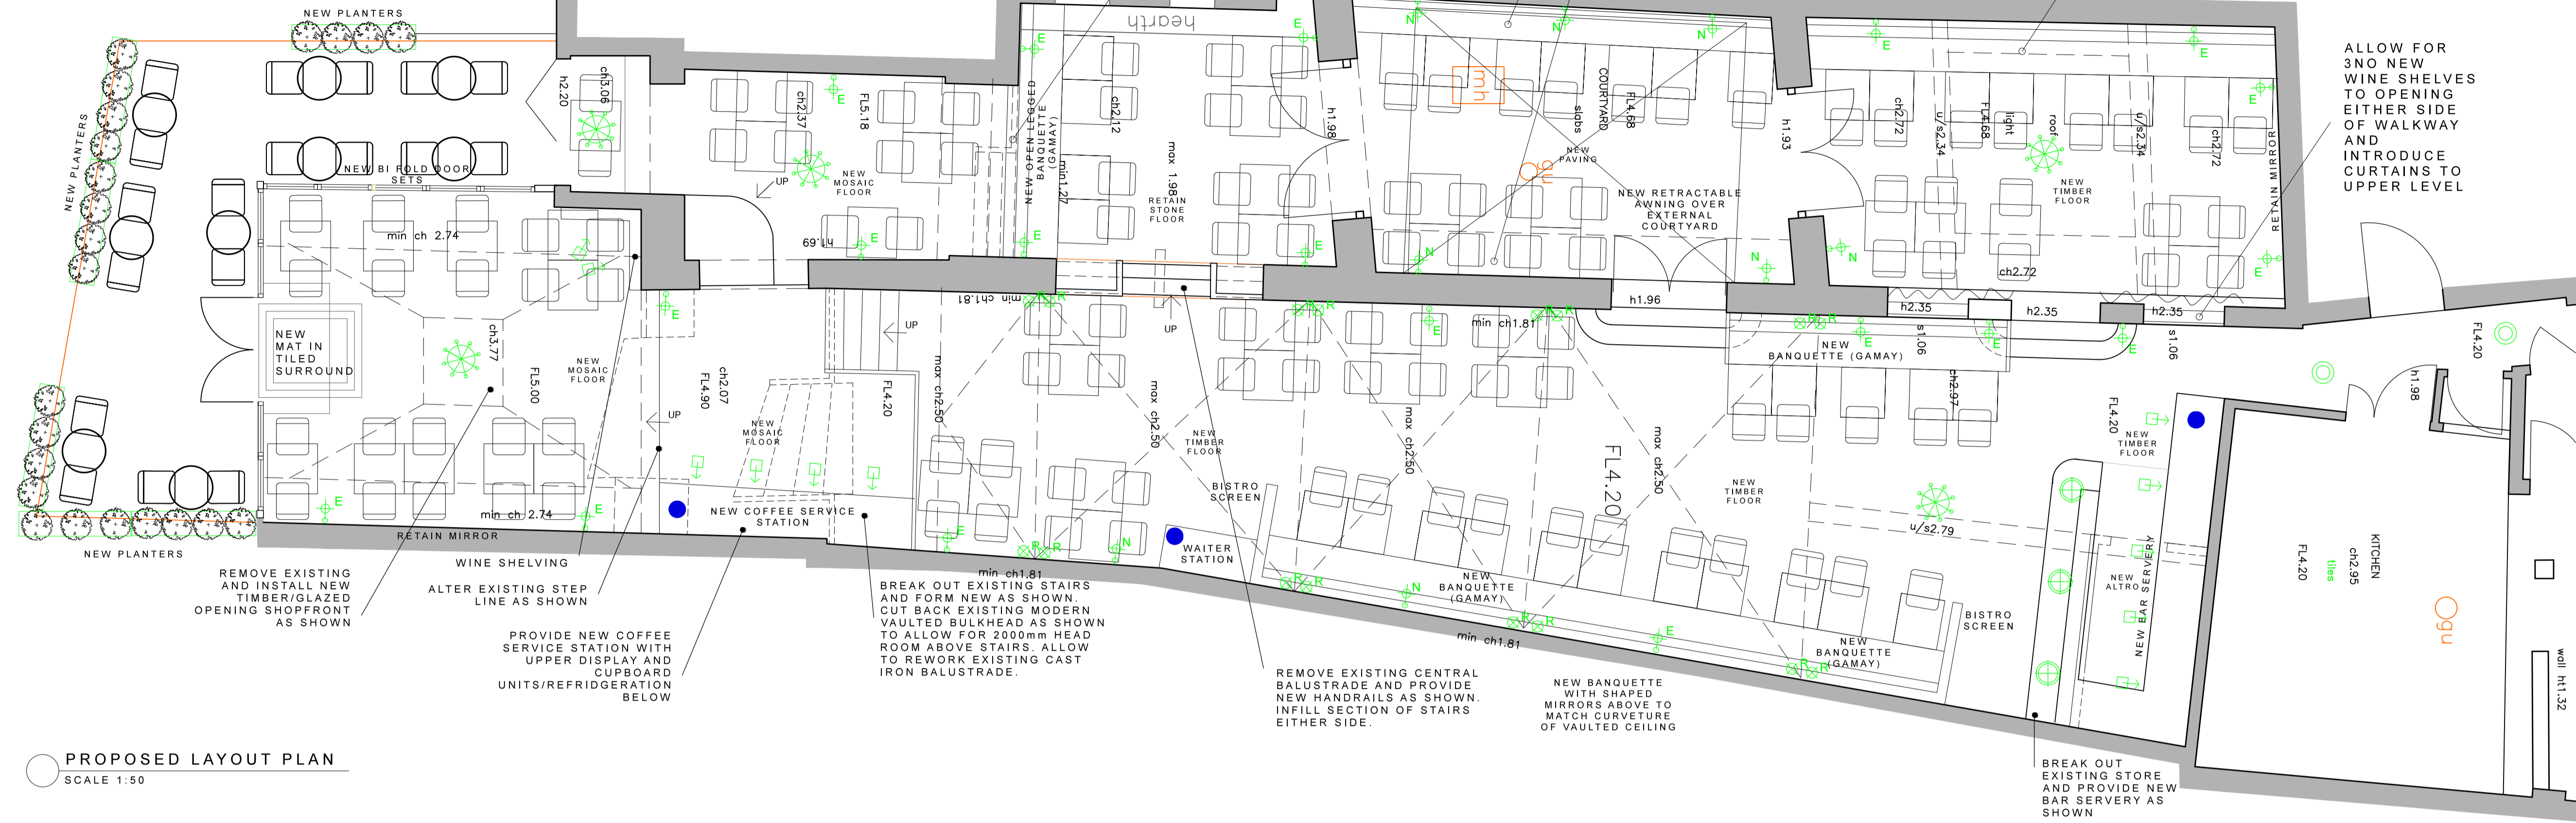 NEW PLANTERS
NEW PLANTERS
NEW PLANTERS
NEW BI FOLD DOOR
SETS
min ch 2.74
NEW
MAT IN
TILED
SURROUND
ch3.77
FL5.00
NEW
MOSAIC
FLOOR
min ch 2.74
RETAIN MIRROR
h2.20
ch3.06
ch2.37
FL5.18
E
NEW
MOSAIC
FLOOR
UP
h1.69
E
NEW OPEN LEGGED
BANQUETTE
(GAMAY)
min1.27
hearth
E
E
ch2.12
max 1.98
RETAIN
STONE
FLOOR
E
E
h1.98
N
N
N
mh
slabs
COURTYARD
FL4.68
gu
NEW
PAVING
NEW RETRACTABLE
AWNING OVER
EXTERNAL
COURTYARD
N
N
h1.93
E
E
E
ch2.72
u/s2.34
FL4.68
light
roof
u/s2.34
ch2.72
NEW
TIMBER
FLOOR
RETAIN MIRROR
N
E
ch2.72
ALLOW FOR
3NO NEW
WINE SHELVES
TO OPENING
EITHER SIDE
OF WALKWAY
AND
INTRODUCE
CURTAINS TO
UPPER LEVEL
h1.96
h2.35
h2.35
h2.35
s1.06
s1.06
E
E
E
UP
UP
UP
E
FL4.90
ch2.07
FL4.20
NEW
MOSAIC
FLOOR
NEW COFFEE SERVICE
STATION
min ch1.81
R
R
R
R
E
min ch1.81
R
R
R
R
max ch2.50
max ch2.50
max ch2.50
max ch2.50
NEW
TIMBER
FLOOR
NEW
BANQUETTE (GAMAY)
ch2.97
FL4.20
NEW
TIMBER
FLOOR
FL4.20
NEW
TIMBER
FLOOR
BISTRO
SCREEN
WAITER
STATION
E
E
E
R
R
N
min ch1.81
R
R
N
NEW
BANQUETTE
(GAMAY)
R
R
min ch1.81
E
NEW
BANQUETTE
(GAMAY)
R
R
BISTRO
SCREEN
u/s2.79
NEW
ALTRO
NEW BAR SERVERY
FL4.20
h1.98
KITCHEN
ch2.95
tiles
FL4.20
gu
wall ht1.32
NEW PLANTERS
WINE SHELVING
REMOVE EXISTING
AND INSTALL NEW
TIMBER/GLAZED
OPENING SHOPFRONT
AS SHOWN
ALTER EXISTING STEP
LINE AS SHOWN
PROVIDE NEW COFFEE
SERVICE STATION WITH
UPPER DISPLAY AND
CUPBOARD
UNITS/REFRIDGERATION
BELOW
BREAK OUT EXISTING STAIRS
AND FORM NEW AS SHOWN.
CUT BACK EXISTING MODERN
VAULTED BULKHEAD AS SHOWN
TO ALLOW FOR 2000mm HEAD
ROOM ABOVE STAIRS. ALLOW
TO REWORK EXISTING CAST
IRON BALUSTRADE.
REMOVE EXISTING CENTRAL
BALUSTRADE AND PROVIDE
NEW HANDRAILS AS SHOWN.
INFILL SECTION OF STAIRS
EITHER SIDE.
NEW BANQUETTE
WITH SHAPED
MIRRORS ABOVE TO
MATCH CURVETURE
OF VAULTED CEILING
BREAK OUT
EXISTING STORE
AND PROVIDE NEW
BAR SERVERY AS
SHOWN
PROPOSED LAYOUT PLAN
SCALE 1:50